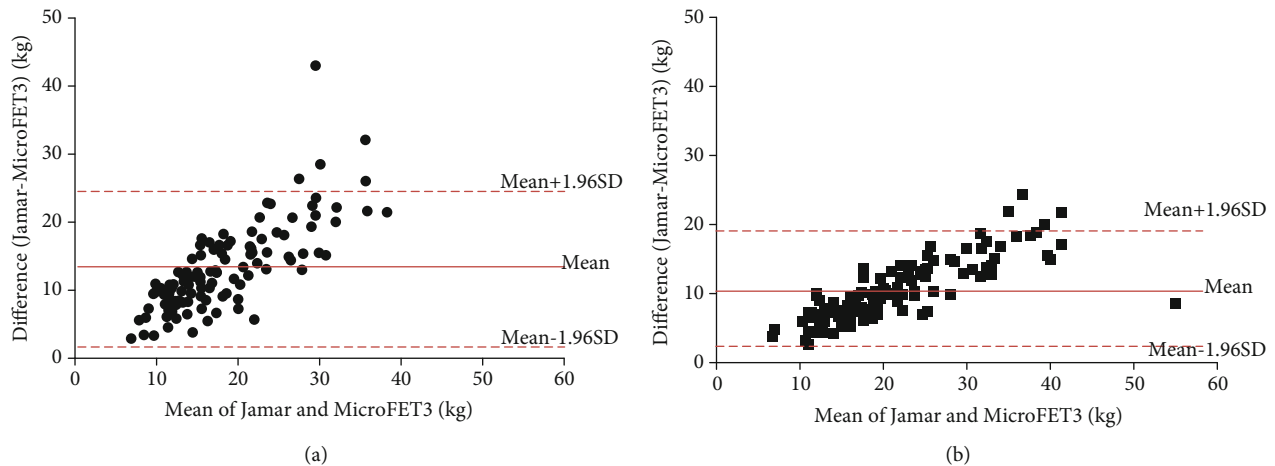 50
40
30
20
10
0
Difference (Jamar-MicroFET3) (kg)
Mean+1.96SD
Mean
Mean-1.96SD
0 10 20 30 40 50 60
Mean of Jamar and MicroFET3 (kg)
(a)
50
40
30
20
10
0
Difference (Jamar-MicroFET3) (kg)
Mean+1.96SD
Mean
Mean-1.96SD
0 10 20 30 40 50 60
Mean of Jamar and MicroFET3 (kg)
(b)